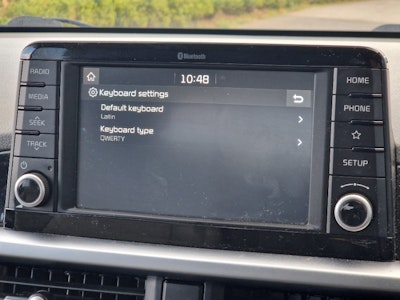 Bluetooth
RADIO
MEDIA
SEEK
TRACK
10:48
Keyboard settings
Default keyboard
Latin
Keyboard type
QWERTY
HOME
PHONE
SETUP